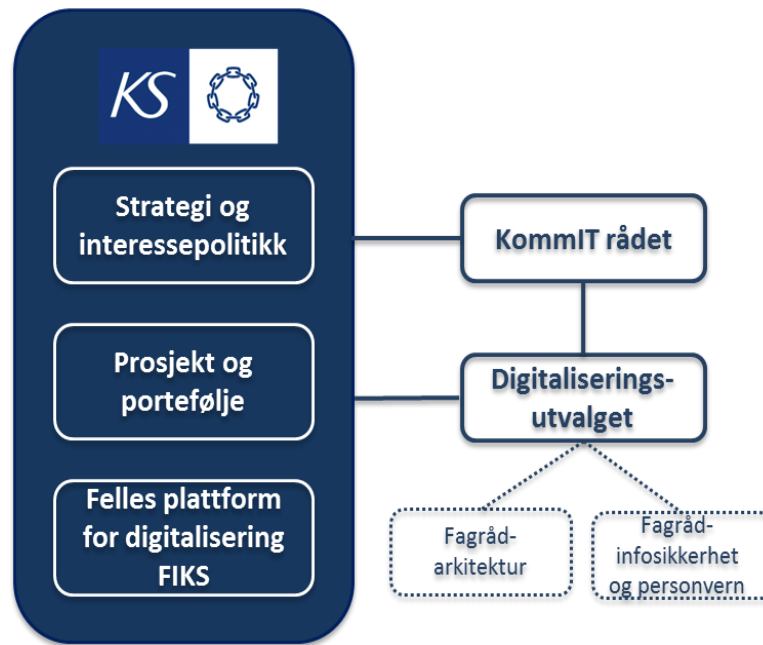 KS
Strategi og
interessepolitikk
KommIT rådet
Prosjekt og
portefølje
Digitaliserings-
utvalget
Felles plattform
for digitalisering
FIKS
Fagråd-
arkitektur
Fagråd-
infosikkerhet
og personvern